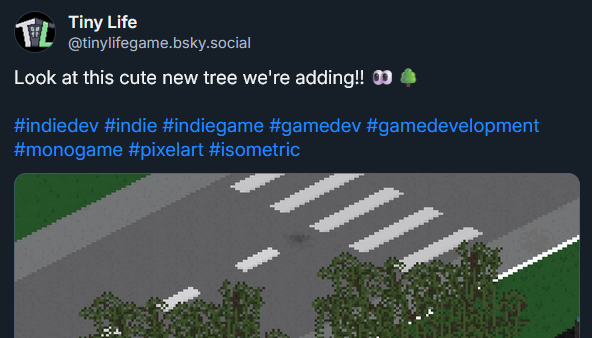 Tiny Life
@tinylifegame.bsky.social
Look at this cute new tree we're adding!! 👀 🌳
#indiedev #indie #indiegame #gamedev #gamedevelopment
#monogame #pixelart #isometric